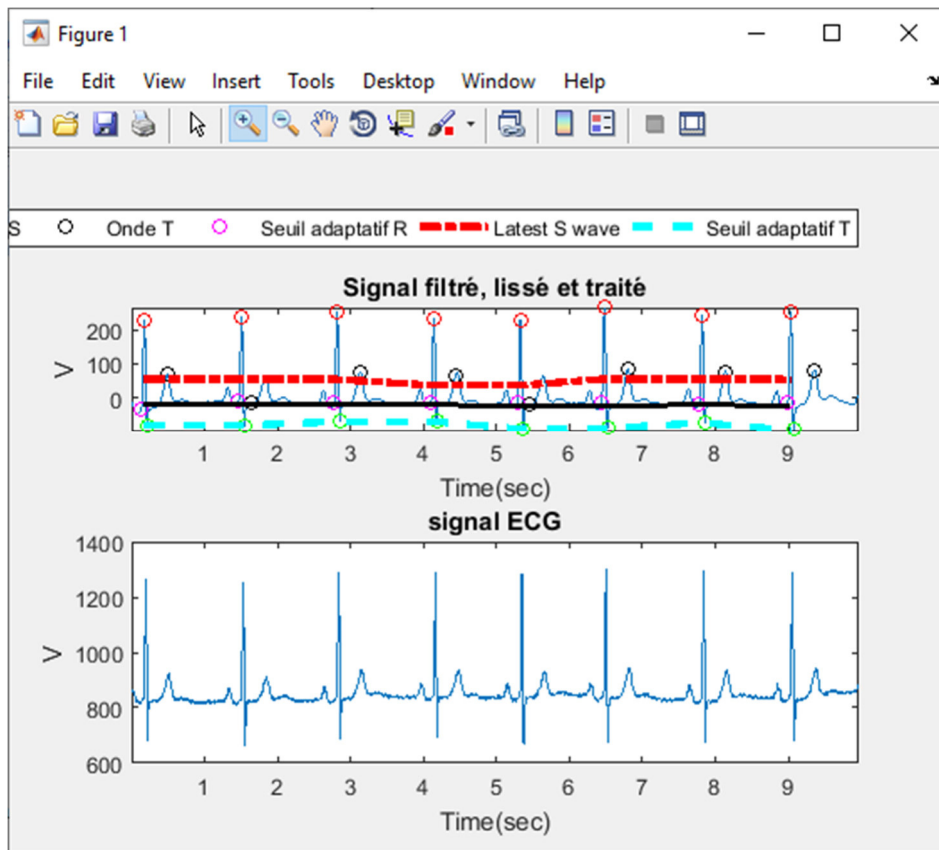 Figure 1
File Edit View Insert Tools Desktop Window Help
S Onde T Seuil adaptatif R Latest S wave Seuil adaptatif T
Signal filtré, lissé et traité
200
100
0
V
1 2 3 4 5 6 7 8 9
Time(sec)
signal ECG
1400
1200
1000
800
600
V
1 2 3 4 5 6 7 8 9
Time(sec)